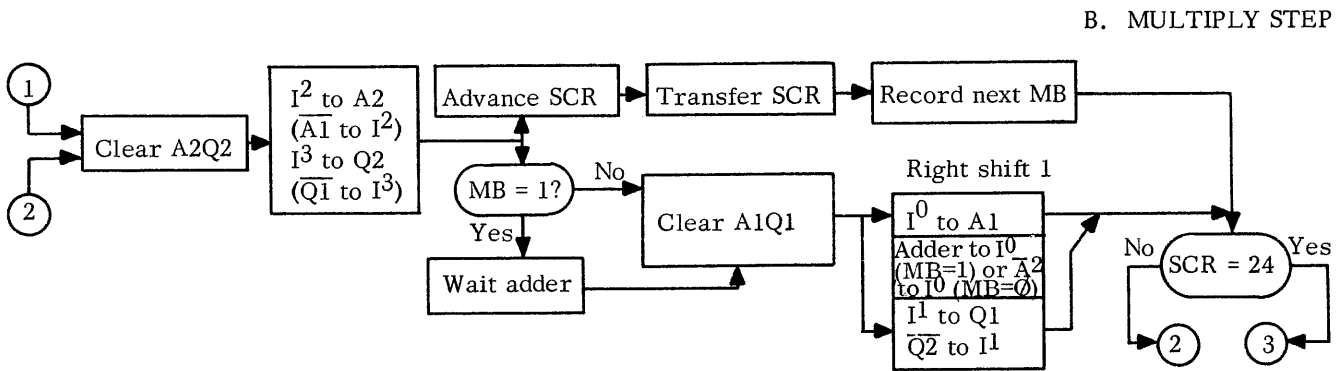 B. MULTIPLY STEP
1
2
Clear A2Q2
I² to A2
(A̅1̅ to I²)
I³ to Q2
(Q̅1̅ to I³)
Advance SCR
Transfer SCR
Record next MB
MB = 1?
No
Yes
Wait adder
Clear A1Q1
Right shift 1
I⁰ to A1
Adder to I⁰
(MB=1) or A̅²
to I⁰ (MB=Ø)
I¹ to Q1
Q̅2̅ to I¹
SCR = 24
No
Yes
2
3